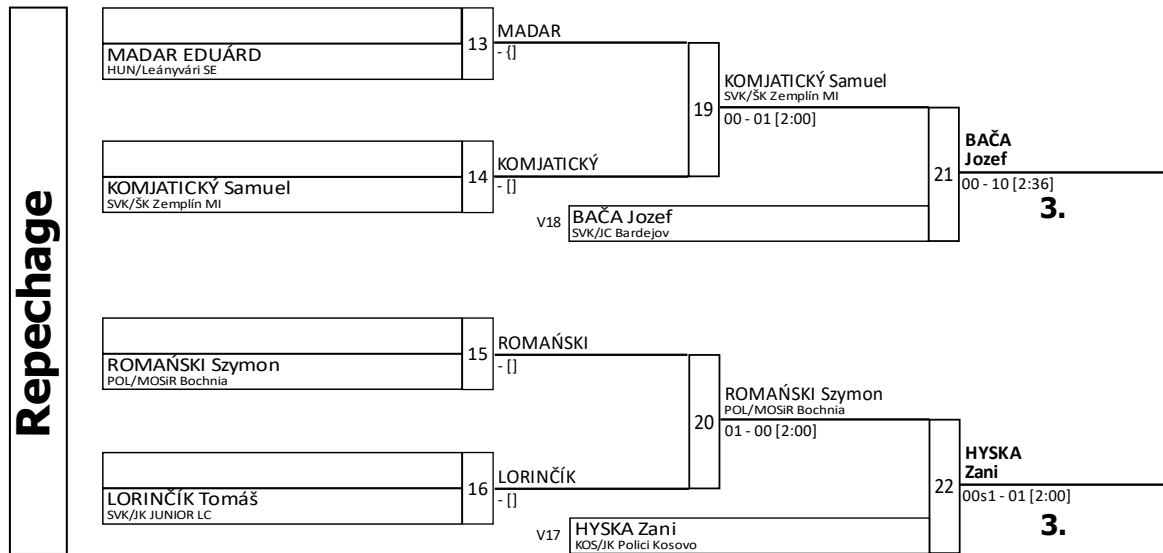 Repechage
MADAR EDUÁRD
HUN/Leányvári SE
13
MADAR
- {]
KOMJATICKÝ Samuel
SVK/ŠK Zemplín MI
14
KOMJATICKÝ
- []
19
KOMJATICKÝ Samuel
SVK/ŠK Zemplín MI
00 - 01 [2:00]
V18
BAČA Jozef
SVK/JC Bardejov
21
BAČA
Jozef
00 - 10 [2:36]
3.
ROMAŃSKI Szymon
POL/MOSiR Bochnia
15
ROMAŃSKI
- []
LORINČÍK Tomáš
SVK/JK JUNIOR LC
16
LORINČÍK
- []
20
ROMAŃSKI Szymon
POL/MOSiR Bochnia
01 - 00 [2:00]
V17
HYSKA Zani
KOS/JK Polici Kosovo
22
HYSKA
Zani
00s1 - 01 [2:00]
3.